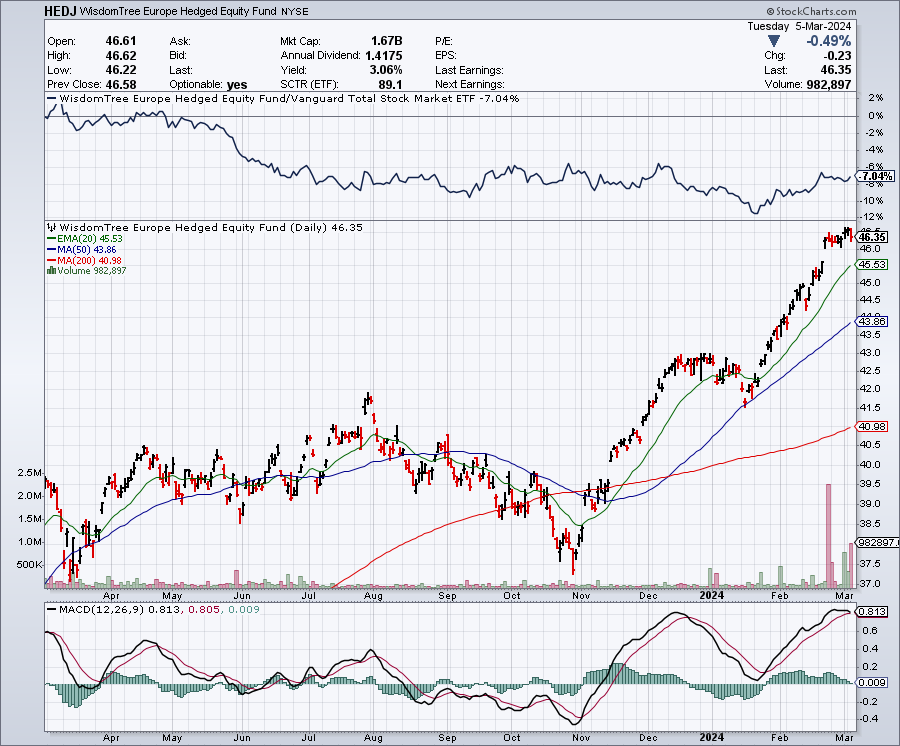 HEDJ WisdomTree Europe Hedged Equity Fund NYSE © StockCharts.com
Tuesday 5-Mar-2024
Open: 46.61 Ask: Mkt Cap: 1.67B P/E: ▼ -0.49%
High: 46.62 Bid: Annual Dividend: 1.4175 EPS: Chg: -0.23
Low: 46.22 Last: Yield: 3.06% Last Earnings: Last: 46.35
Prev Close: 46.58 Optionable: yes SCTR (ETF): 89.1 Next Earnings: Volume: 982,897
WisdomTree Europe Hedged Equity Fund/Vanguard Total Stock Market ETF -7.04%
2%
0%
-2%
-4%
-6%
-7.04%
-8%
-10%
-12%
WisdomTree Europe Hedged Equity Fund (Daily) 46.35
EMA(20) 45.53
MA(50) 43.86
MA(200) 40.98
Volume 982,897
46.35
46.0
45.53
45.0
44.5
43.86
43.5
43.0
42.5
42.0
41.5
40.98
40.5
40.0
39.5
39.0
38.5
982897.0
37.5
37.0
2.5M
2.0M
1.5M
1.0M
500K
Apr May Jun Jul Aug Sep Oct Nov Dec 2024 Feb Mar
MACD(12,26,9) 0.813, 0.805, 0.009
0.813
0.6
0.4
0.2
0.009
-0.2
-0.4
Apr May Jun Jul Aug Sep Oct Nov Dec 2024 Feb Mar